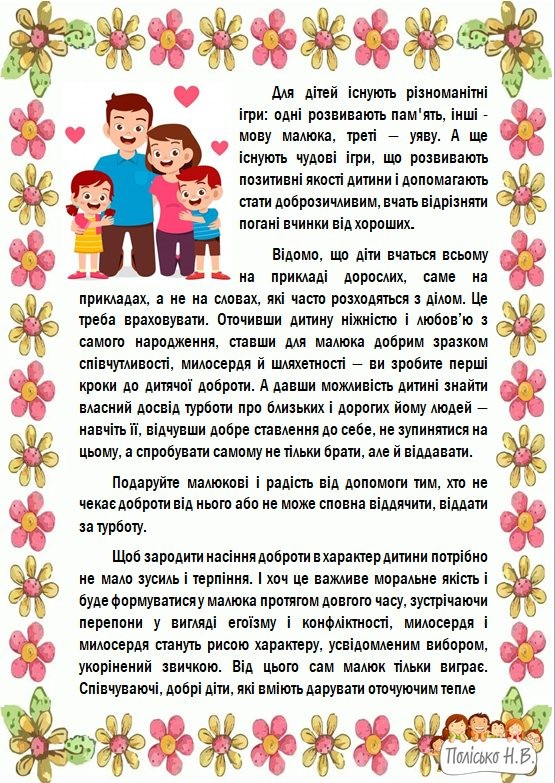 Для дітей існують різноманітні
ігри: одні розвивають пам'ять, інші -
мову малюка, треті — уяву. А ще
існують чудові ігри, що розвивають
позитивні якості дитини і допомагають
стати доброзичливим, вчать відрізняти
погані вчинки від хороших.
Відомо, що діти вчаться всьому
на прикладі дорослих, саме на
прикладах, а не на словах, які часто розходяться з ділом. Це
треба враховувати. Оточивши дитину ніжністю і любов’ю з
самого народження, ставши для малюка добрим зразком
співчутливості, милосердя й шляхетності — ви зробите перші
кроки до дитячої доброти. А давши можливість дитині знайти
власний досвід турботи про близьких і дорогих йому людей —
навчіть її, відчувши добре ставлення до себе, не зупинятися на
цьому, а спробувати самому не тільки брати, але й віддавати.
Подаруйте малюкові і радість від допомоги тим, хто не
чекає доброти від нього або не може сповна віддячити, віддати
за турботу.
Щоб зародити насіння доброти в характер дитини потрібно
не мало зусиль і терпіння. І хоч це важливе моральне якість і
буде формуватися у малюка протягом довгого часу, зустрічаючи
перепони у вигляді егоїзму і конфліктності, милосердя і
милосердя стануть рисою характеру, усвідомленим вибором,
укорінений звичкою. Від цього сам малюк тільки виграє.
Співчуваючі, добрі діти, які вміють дарувати оточуючим тепле
Полісько Н.В.